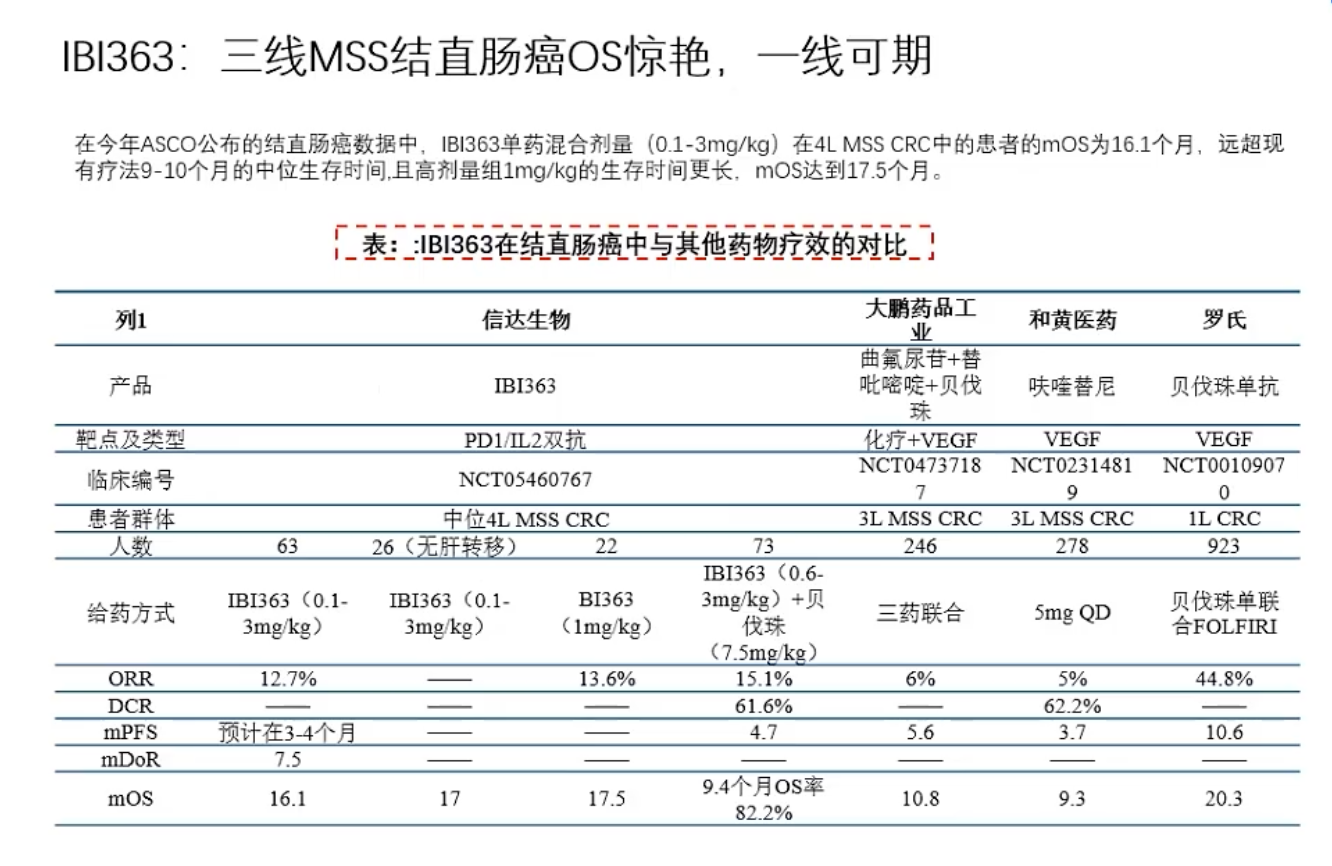 IBI363：三线MSS结直肠癌OS惊艳，一线可期
在今年ASCO公布的结直肠癌数据中，IBI363单药混合剂量（0.1-3mg/kg）在4L MSS CRC中的患者的mOS为16.1个月，远超现
有疗法9-10个月的中位生存时间,且高剂量组1mg/kg的生存时间更长，mOS达到17.5个月。
表：:IBI363在结直肠癌中与其他药物疗效的对比
列1 信达生物 大鹏药品工业 和黄医药 罗氏
产品 IBI363 曲氟尿苷+替吡嘧啶+贝伐珠 呋喹替尼 贝伐珠单抗
靶点及类型 PD1/IL2双抗 化疗+VEGF VEGF VEGF
临床编号 NCT05460767 NCT04737187 NCT02314819 NCT00109070
患者群体 中位4L MSS CRC 3L MSS CRC 3L MSS CRC 1L CRC
人数 63 26（无肝转移） 22 73 246 278 923
给药方式 IBI363（0.1-3mg/kg） IBI363（0.1-3mg/kg） BI363（1mg/kg） IBI363（0.6-3mg/kg）+贝伐珠（7.5mg/kg） 三药联合 5mg QD 贝伐珠单联合FOLFIRI
ORR 12.7% —— 13.6% 15.1% 6% 5% 44.8%
DCR —— —— —— 61.6% —— 62.2% ——
mPFS 预计在3-4个月 —— —— 4.7 5.6 3.7 10.6
mDoR 7.5 —— —— —— —— —— ——
mOS 16.1 17 17.5 9.4个月OS率82.2% 10.8 9.3 20.3